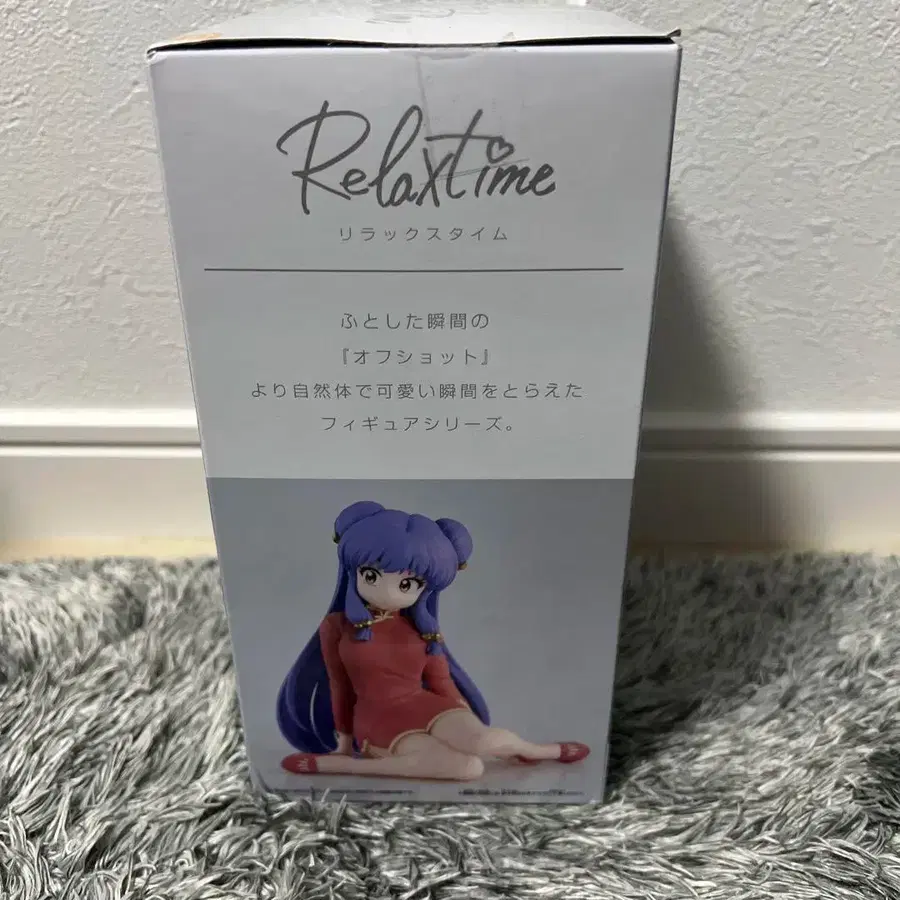 Relaxtime
リラックスタイム
ふとした瞬間の
『オフショット』
より自然体で可愛い瞬間をとらえた
フィギュアシリーズ。